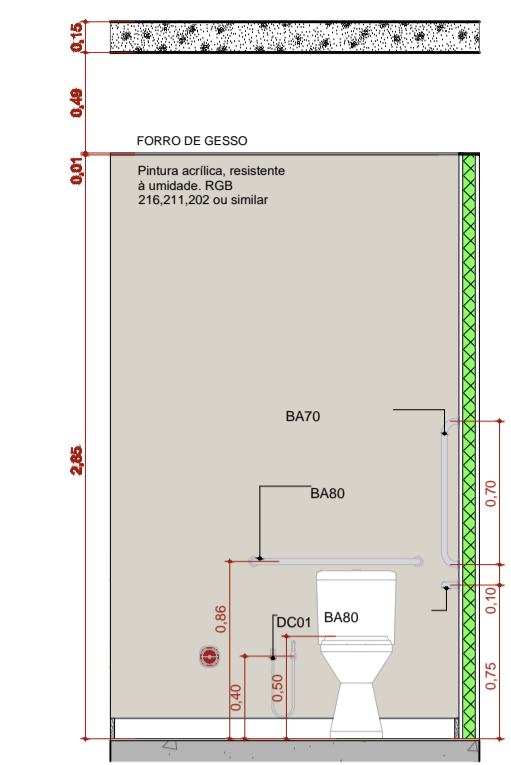 0,15
0,49
FORRO DE GESSO
0,01
Pintura acrílica, resistente
à umidade. RGB
216,211,202 ou similar
BA70
2,85
BA80
0,70
0,86
DC01
BA80
0,10
0,40
0,50
0,75